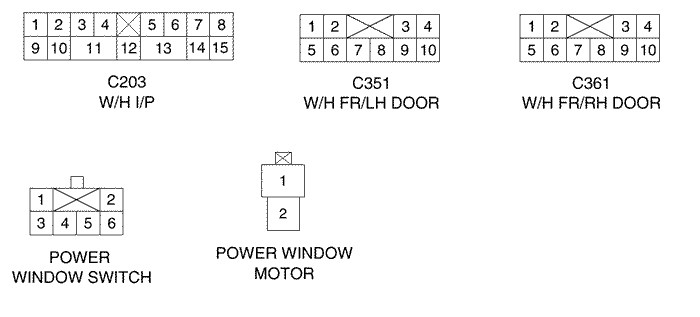 1 2 3 4 5 6 7 8
9 10 11 12 13 14 15
C203
W/H I/P
1 2 3 4
5 6 7 8 9 10
C351
W/H FR/LH DOOR
1 2 3 4
5 6 7 8 9 10
C361
W/H FR/RH DOOR
1 2
3 4 5 6
POWER
WINDOW SWITCH
1
2
POWER WINDOW
MOTOR